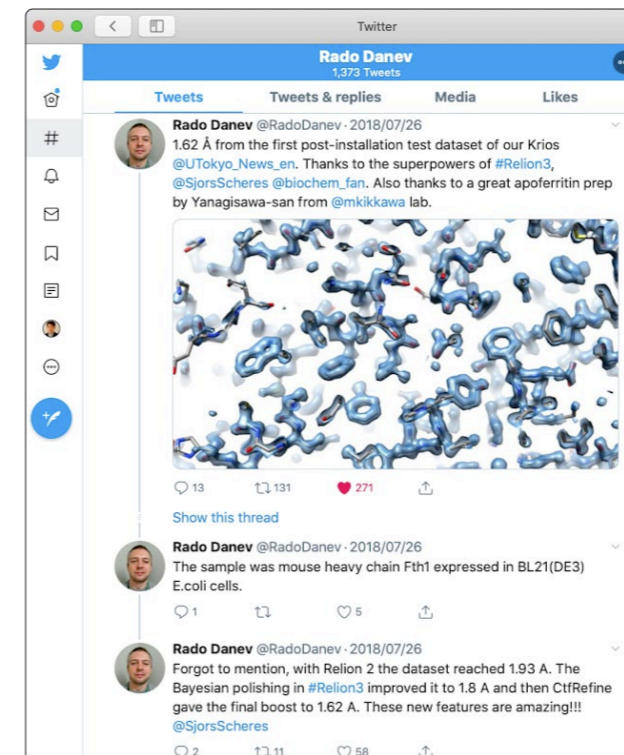 Twitter
Rado Danev
1,373 Tweets
Tweets Tweets & replies Media Likes
Rado Danev @RadoDanev · 2018/07/26
1.62 Å from the first post-installation test dataset of our Krios
@UTokyo_News_en. Thanks to the superpowers of #Relion3,
@SjorsScheres @biochem_fan. Also thanks to a great apoferritin prep
by Yanagisawa-san from @mkikkawa lab.
13 131 271
Show this thread
Rado Danev @RadoDanev · 2018/07/26
The sample was mouse heavy chain Fth1 expressed in BL21(DE3)
E.coli cells.
1 5
Rado Danev @RadoDanev · 2018/07/26
Forgot to mention, with Relion 2 the dataset reached 1.93 A. The
Bayesian polishing in #Relion3 improved it to 1.8 A and then CtfRefine
gave the final boost to 1.62 A. These new features are amazing!!!
@SjorsScheres
2 11 58